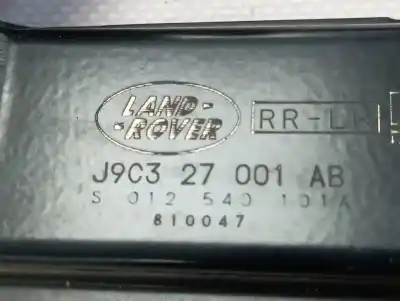 LAND-
-ROVER
RR-LH
J9C3 27 001 AB
S 012 540 101A
810047